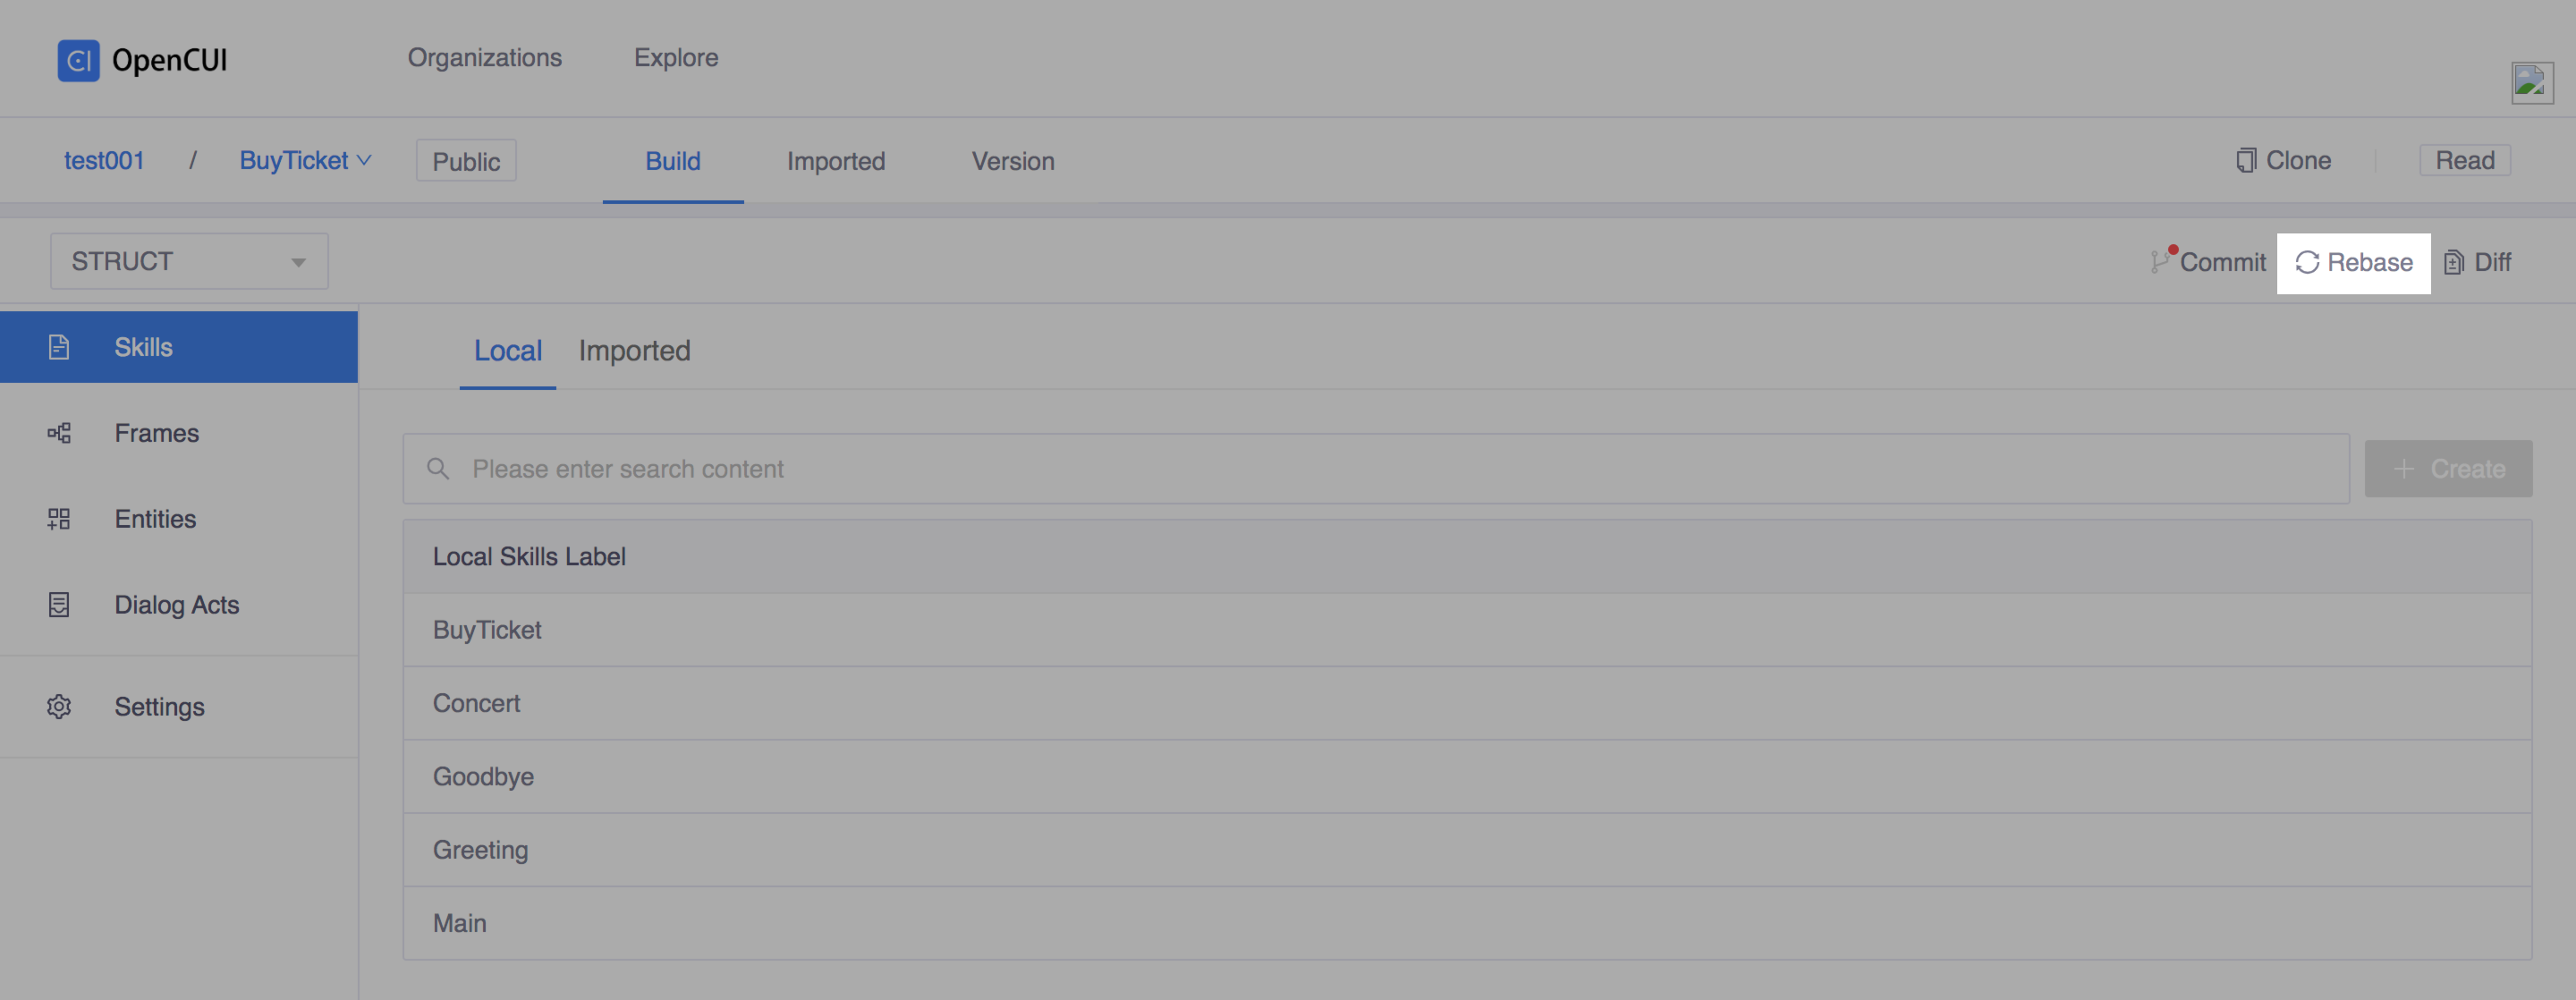 CI OpenCUI Organizations Explore
test001 / BuyTicket Public Build Imported Version Clone Read
STRUCT Commit Rebase Diff
Skills
Frames
Entities
Dialog Acts
Settings
Local Imported
Please enter search content + Create
Local Skills Label
BuyTicket
Concert
Goodbye
Greeting
Main